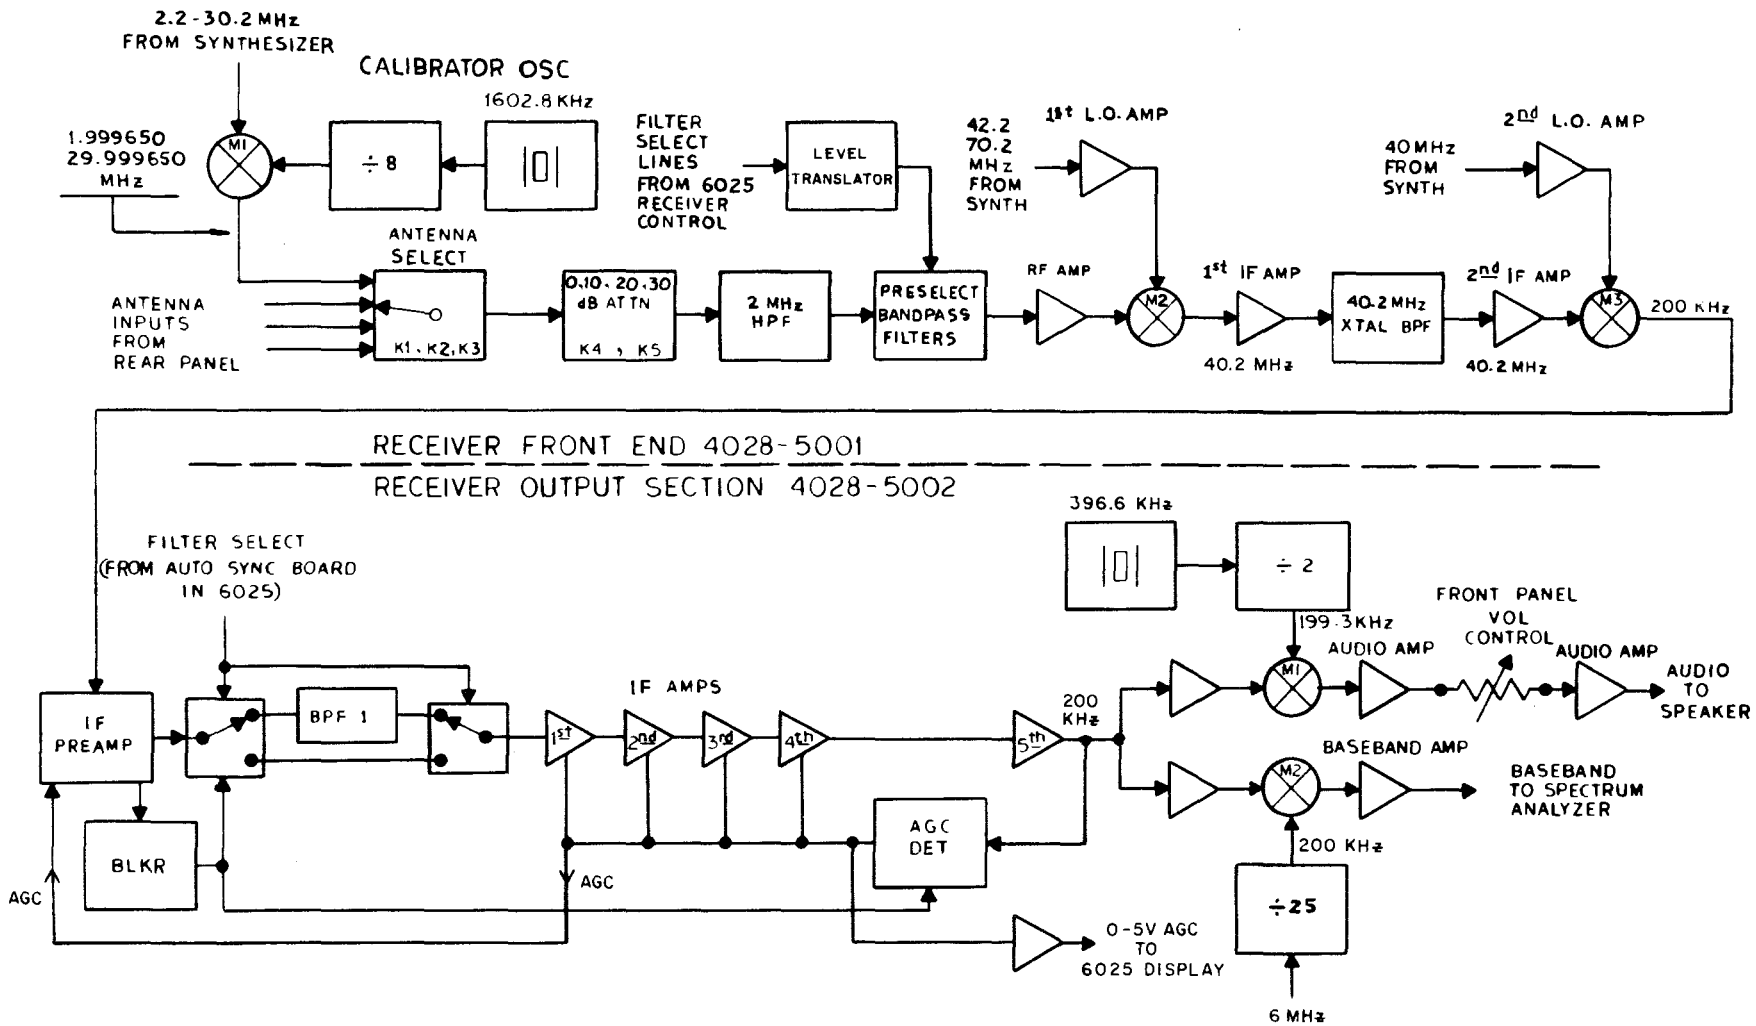 2.2-30.2 MHz
FROM SYNTHESIZER
CALIBRATOR OSC
1602.8 KHz
1.999650
29.999650
MHz
M1
÷ 8
FILTER
SELECT
LINES
FROM 6025
RECEIVER
CONTROL
LEVEL
TRANSLATOR
42.2
70.2
MHz
FROM
SYNTH
1st L.O. AMP
40 MHz
FROM
SYNTH
2nd L.O. AMP
ANTENNA
SELECT
ANTENNA
INPUTS
FROM
REAR PANEL
K1, K2, K3
0,10,20,30
dB ATTN
K4, K5
2 MHz
HPF
PRESELECT
BANDPASS
FILTERS
RF AMP
M2
1st IF AMP
40.2 MHz
40.2 MHz
XTAL BPF
2nd IF AMP
40.2 MHz
M3
200 KHz
RECEIVER FRONT END 4028-5001
RECEIVER OUTPUT SECTION 4028-5002
FILTER SELECT
(FROM AUTO SYNC BOARD
IN 6025)
396.6 KHz
÷ 2
199.3 KHz
FRONT PANEL
VOL
CONTROL
IF
PREAMP
BPF 1
IF AMPS
1st
2nd
3rd
4th
5th
200
KHz
M1
AUDIO AMP
AUDIO AMP
AUDIO
TO
SPEAKER
M2
BASEBAND AMP
BASEBAND
TO SPECTRUM
ANALYZER
200 KHz
BLKR
AGC
AGC
AGC
DET
0-5V AGC
TO
6025 DISPLAY
÷25
6 MHz